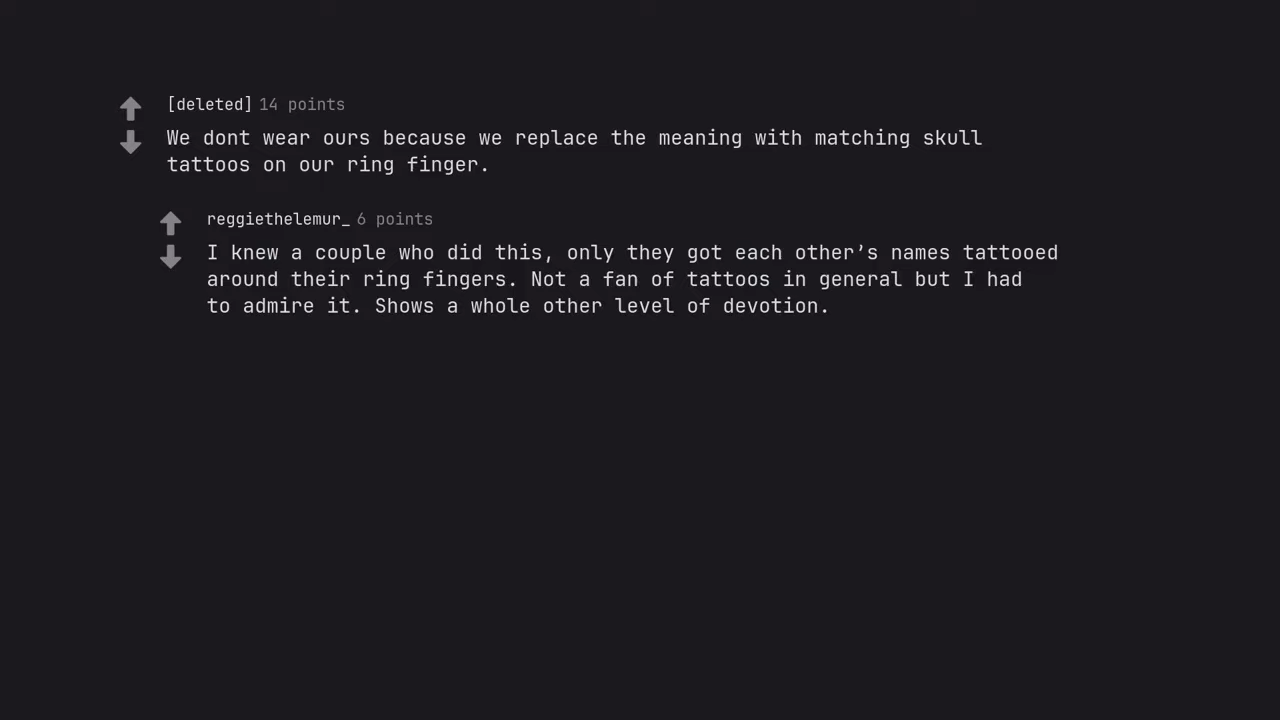 [deleted] 14 points
We dont wear ours because we replace the meaning with matching skull
tattoos on our ring finger.
reggiethelemur_ 6 points
I knew a couple who did this, only they got each other’s names tattooed
around their ring fingers. Not a fan of tattoos in general but I had
to admire it. Shows a whole other level of devotion.